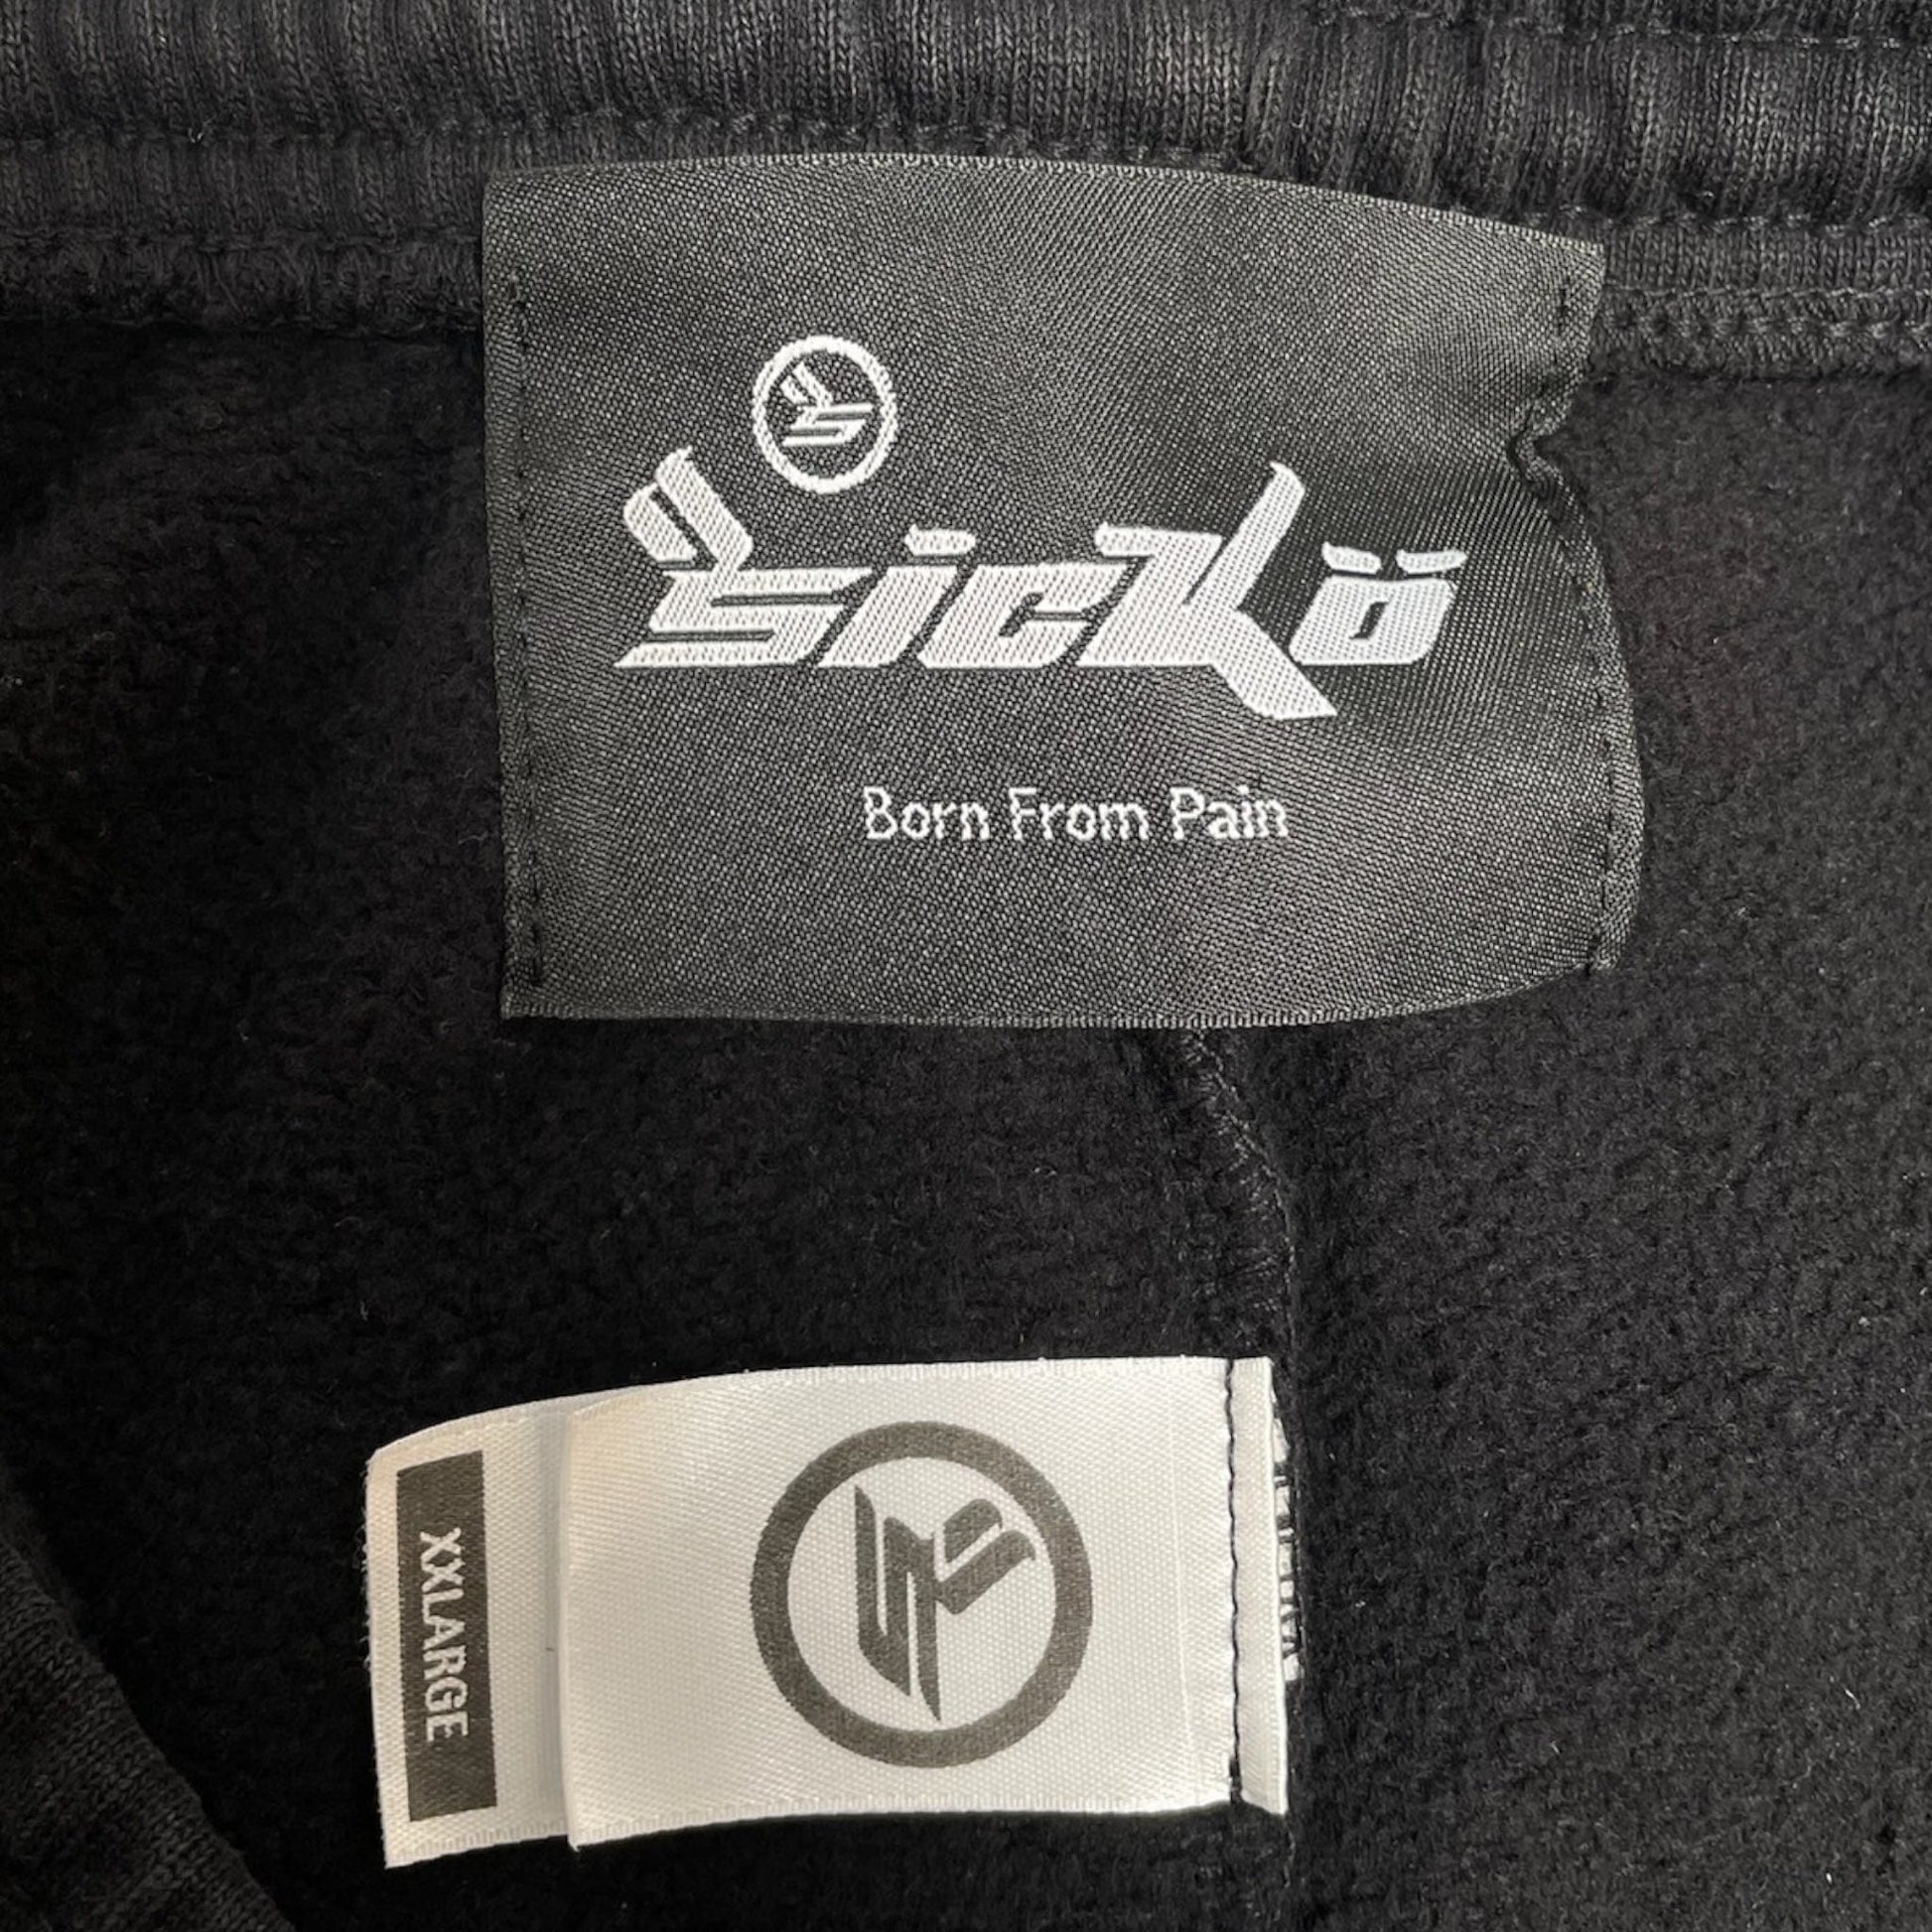 Sickö
Born From Pain
XXLARGE